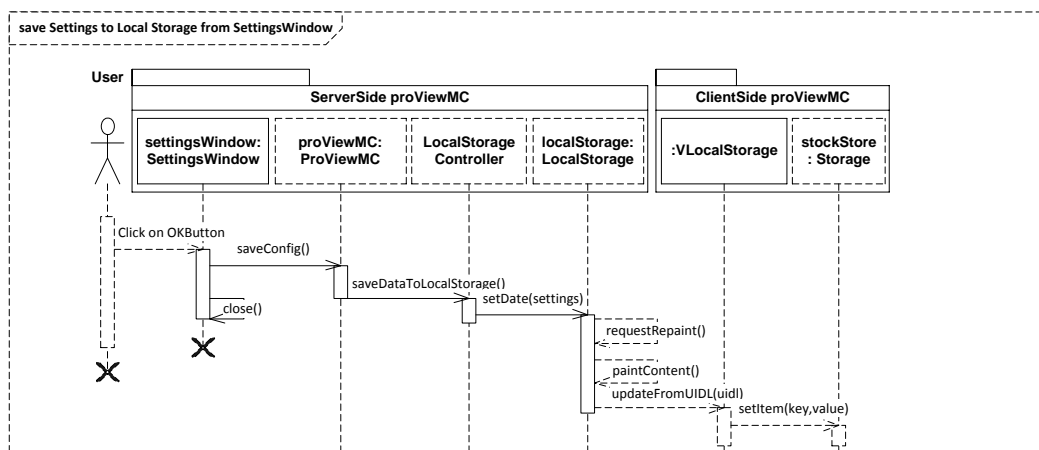 save Settings to Local Storage from SettingsWindow
User
ServerSide proViewMC
ClientSide proViewMC
settingsWindow:
SettingsWindow
proViewMC:
ProViewMC
LocalStorage
Controller
localStorage:
LocalStorage
:VLocalStorage
stockStore
: Storage
Click on OKButton
saveConfig()
saveDataToLocalStorage()
setDate(settings)
close()
requestRepaint()
paintContent()
updateFromUIDL(uidl)
setItem(key,value)